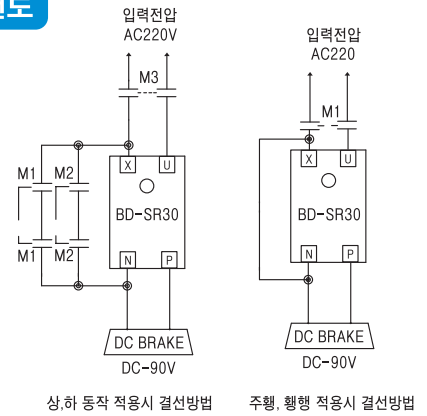 선도
입력전압
AC220V
M3
M1
M2
X
U
BD-SR30
M1
M2
N
P
DC BRAKE
DC-90V
상,하 동작 적용시 결선방법
입력전압
AC220
M1
X
U
BD-SR30
N
P
DC BRAKE
DC-90V
주행, 횡행 적용시 결선방법